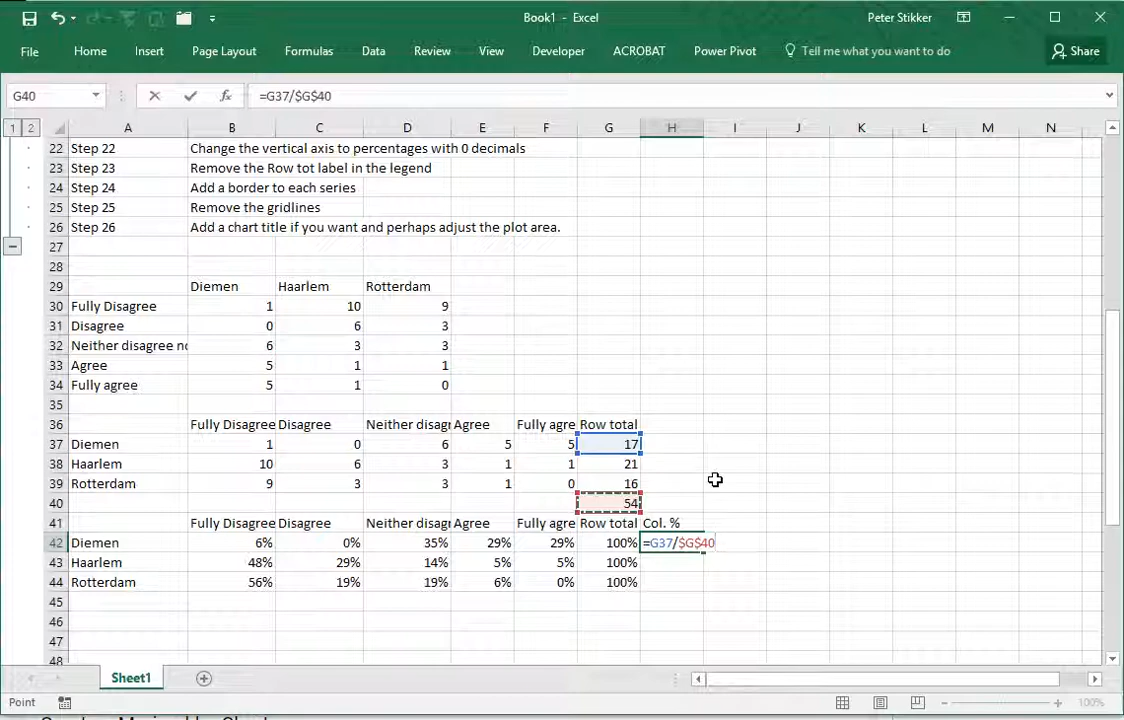 Book1 - Excel Peter Stikker
File Home Insert Page Layout Formulas Data Review View Developer ACROBAT Power Pivot Tell me what you want to do Share
G40 fx =G37/$G$40
1 2 A B C D E F G H I J K L M N
22 Step 22 Change the vertical axis to percentages with 0 decimals
23 Step 23 Remove the Row tot label in the legend
24 Step 24 Add a border to each series
25 Step 25 Remove the gridlines
26 Step 26 Add a chart title if you want and perhaps adjust the plot area.
27
28
29 Diemen Haarlem Rotterdam
30 Fully Disagree 1 10 9
31 Disagree 0 6 3
32 Neither disagree no 6 3 3
33 Agree 5 1 1
34 Fully agree 5 1 0
35
36 Fully Disagree Disagree Neither disagr Agree Fully agre Row total
37 Diemen 1 0 6 5 5 17
38 Haarlem 10 6 3 1 1 21
39 Rotterdam 9 3 3 1 0 16
40 54
41 Fully Disagree Disagree Neither disagr Agree Fully agre Row total Col. %
42 Diemen 6% 0% 35% 29% 29% 100% =G37/$G$40
43 Haarlem 48% 29% 14% 5% 5% 100%
44 Rotterdam 56% 19% 19% 6% 0% 100%
45
46
47
48
Sheet1
Point 100%